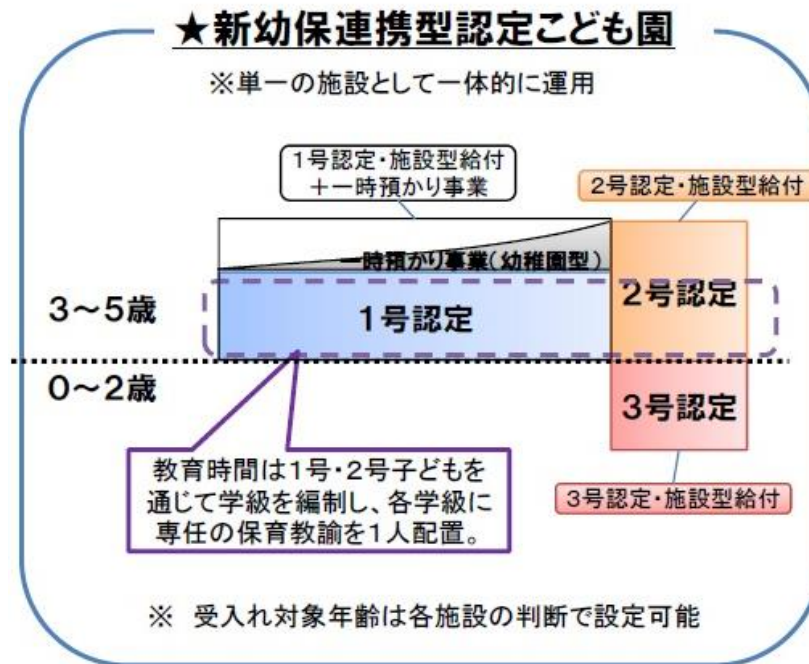 ★新幼保連携型認定こども園
※単一の施設として一体的に運用
1号認定・施設型給付
＋一時預かり事業
2号認定・施設型給付
一時預かり事業(幼稚園型)
2号認定
3～5歳
1号認定
0～2歳
3号認定
教育時間は1号・2号子どもを
通じて学級を編制し、各学級に
専任の保育教諭を1人配置。
3号認定・施設型給付
※ 受入れ対象年齢は各施設の判断で設定可能